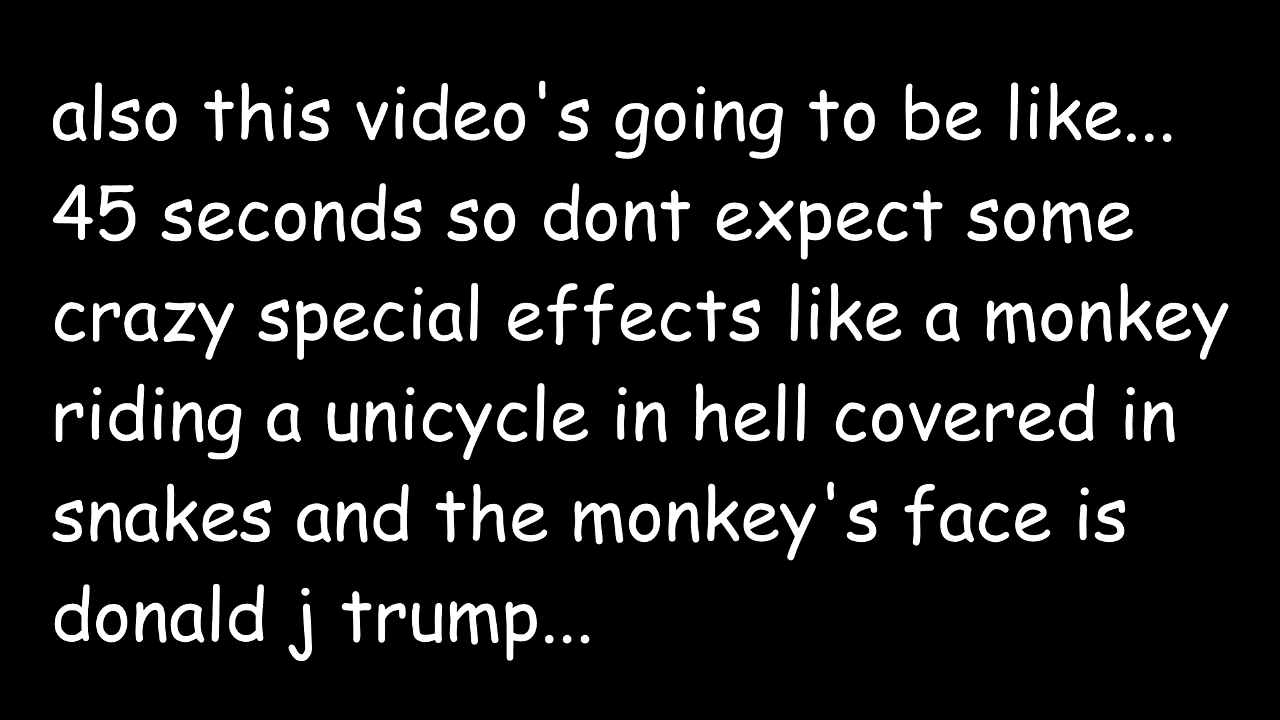 also this video's going to be like...
45 seconds so dont expect some
crazy special effects like a monkey
riding a unicycle in hell covered in
snakes and the monkey's face is
donald j trump...